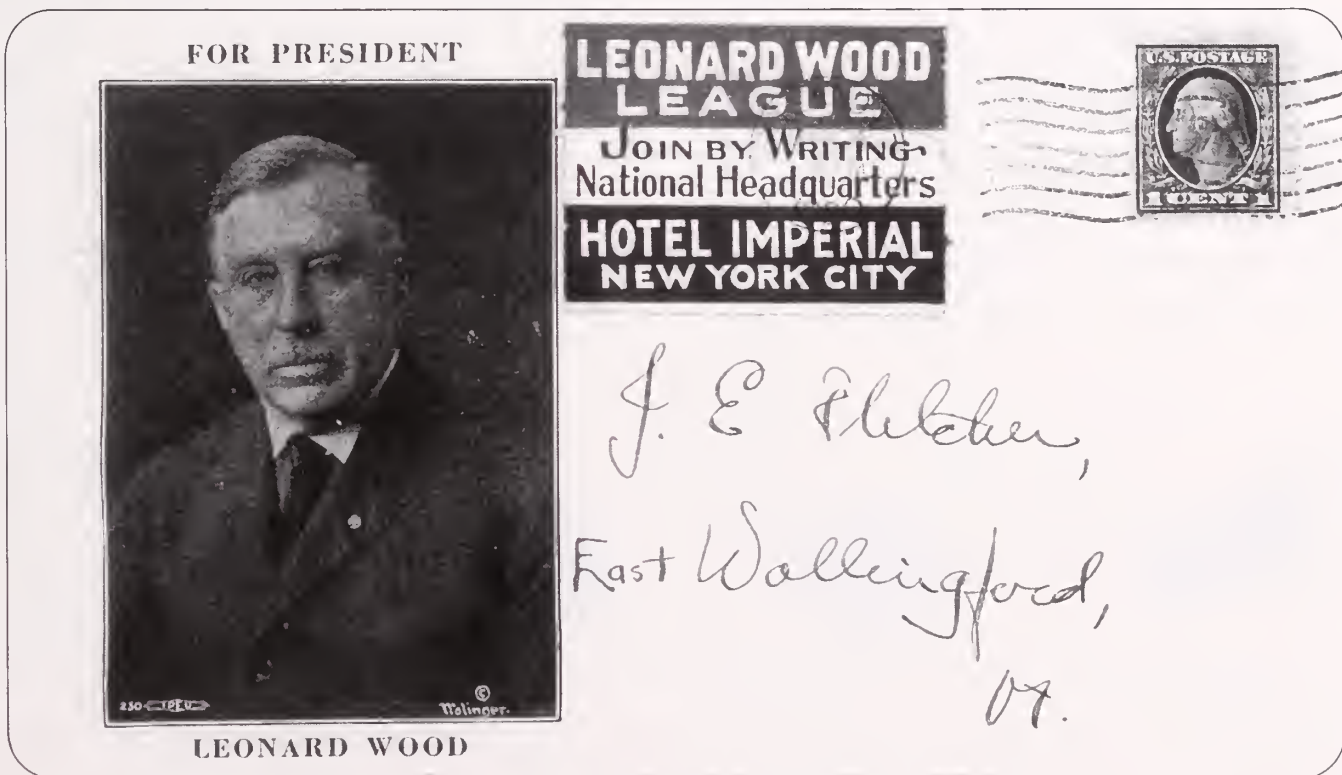 FOR PRESIDENT
250
©
Molinger.
LEONARD WOOD
LEONARD WOOD
LEAGUE
JOIN BY WRITING
National Headquarters
HOTEL IMPERIAL
NEW YORK CITY
U.S. POSTAGE
1 CENT 1
J. E Fletcher,
East Wallingford,
Vt.